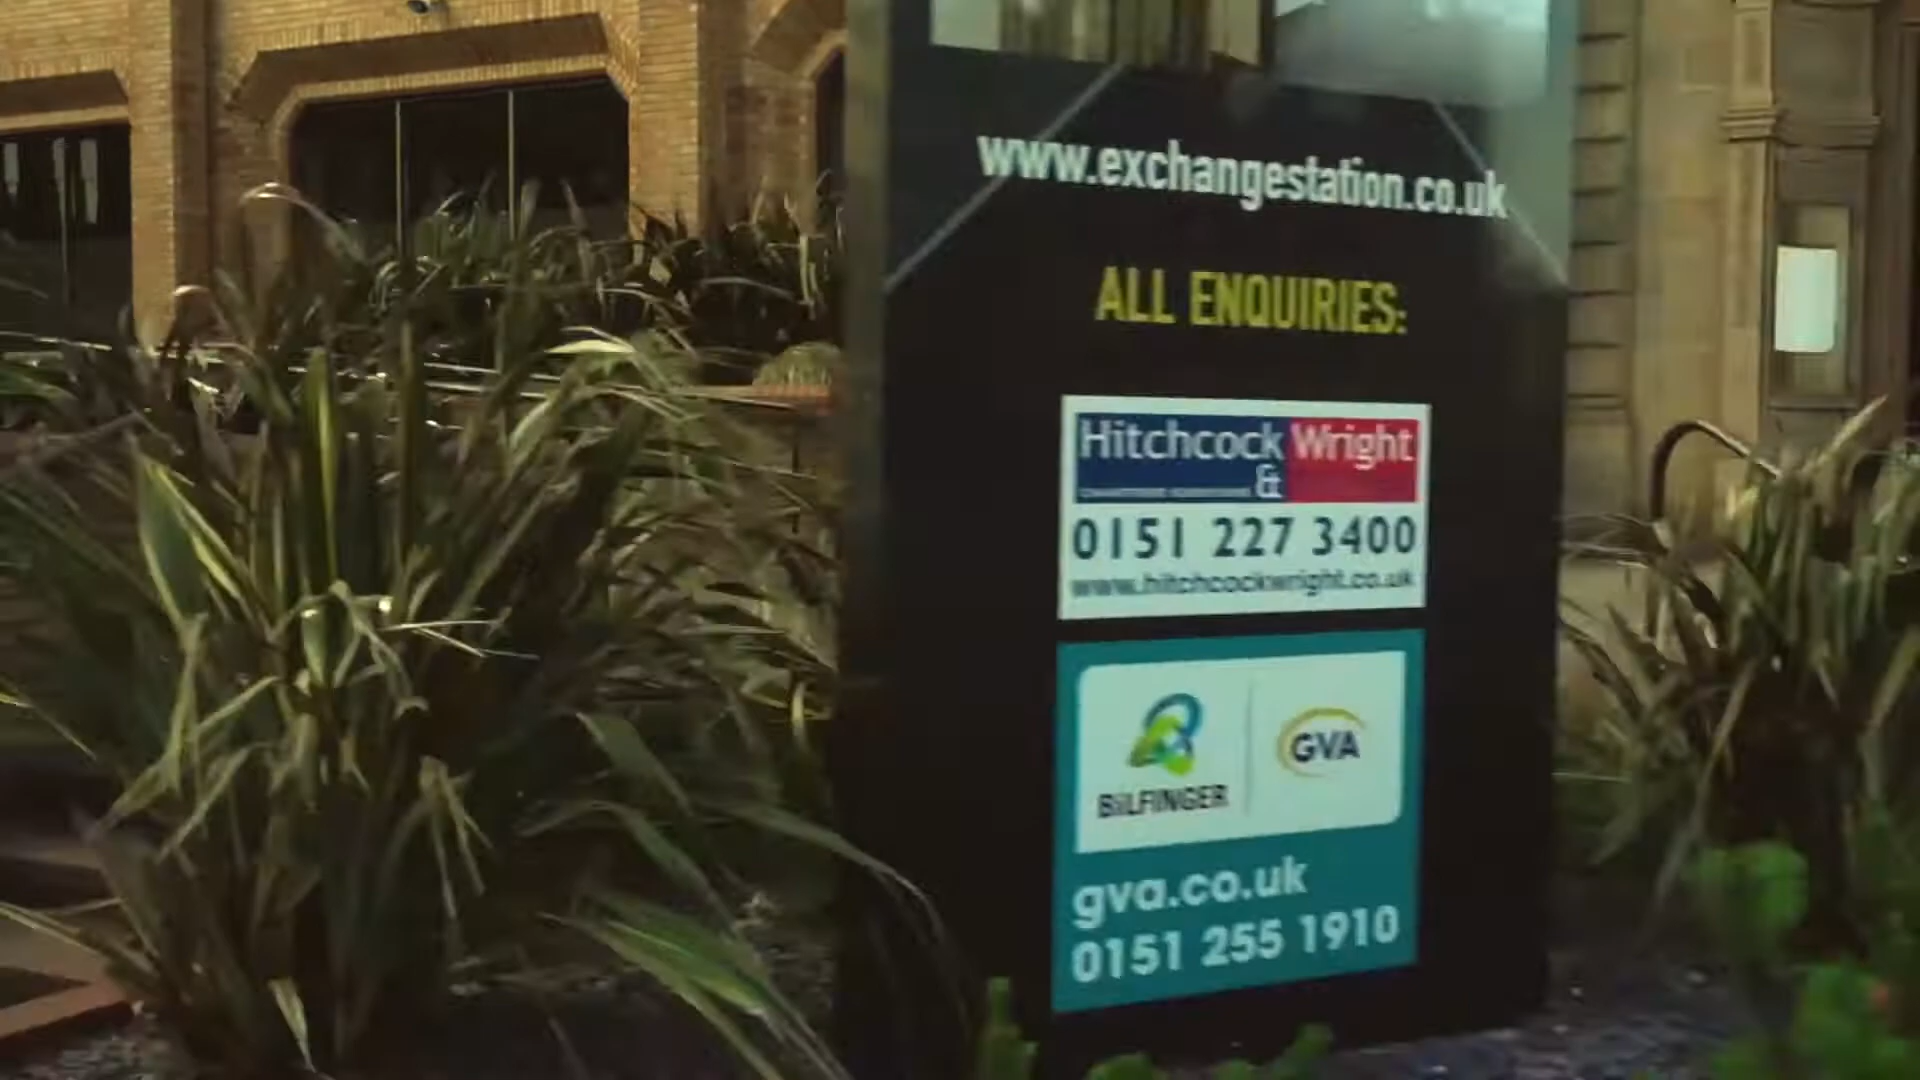 www.exchangestation.co.uk
ALL ENQUIRIES:
Hitchcock Wright
&
0151 227 3400
www.hitchcockwright.co.uk
BILFINGER
GVA
gva.co.uk
0151 255 1910